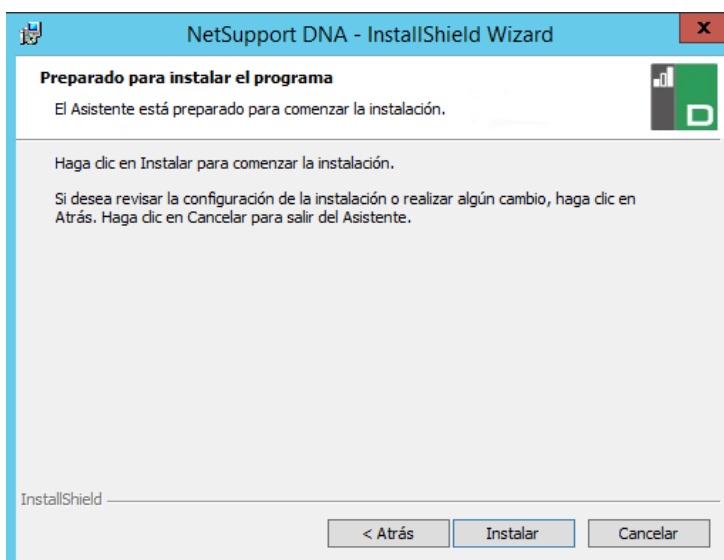 NetSupport DNA - InstallShield Wizard
x
Preparado para instalar el programa
El Asistente está preparado para comenzar la instalación.
D
Haga clic en Instalar para comenzar la instalación.
Si desea revisar la configuración de la instalación o realizar algún cambio, haga clic en
Atrás. Haga clic en Cancelar para salir del Asistente.
InstallShield
< Atrás
Instalar
Cancelar